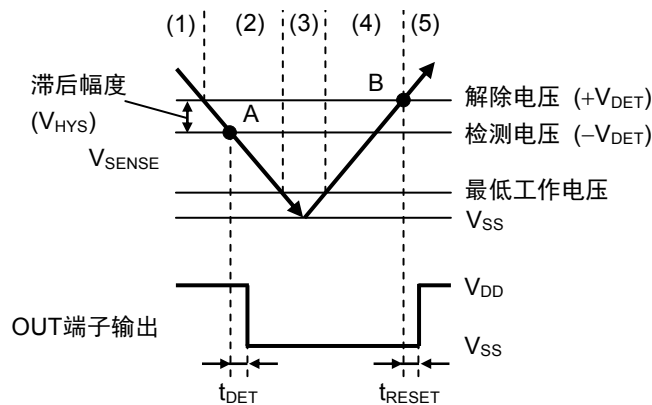 (1) (2) (3) (4) (5)
滞后幅度
(VHYS)
A
B
解除电压 (+VDET)
检测电压 (−VDET)
VSENSE
最低工作电压
VSS
VDD
OUT端子输出
VSS
tDET
tRESET